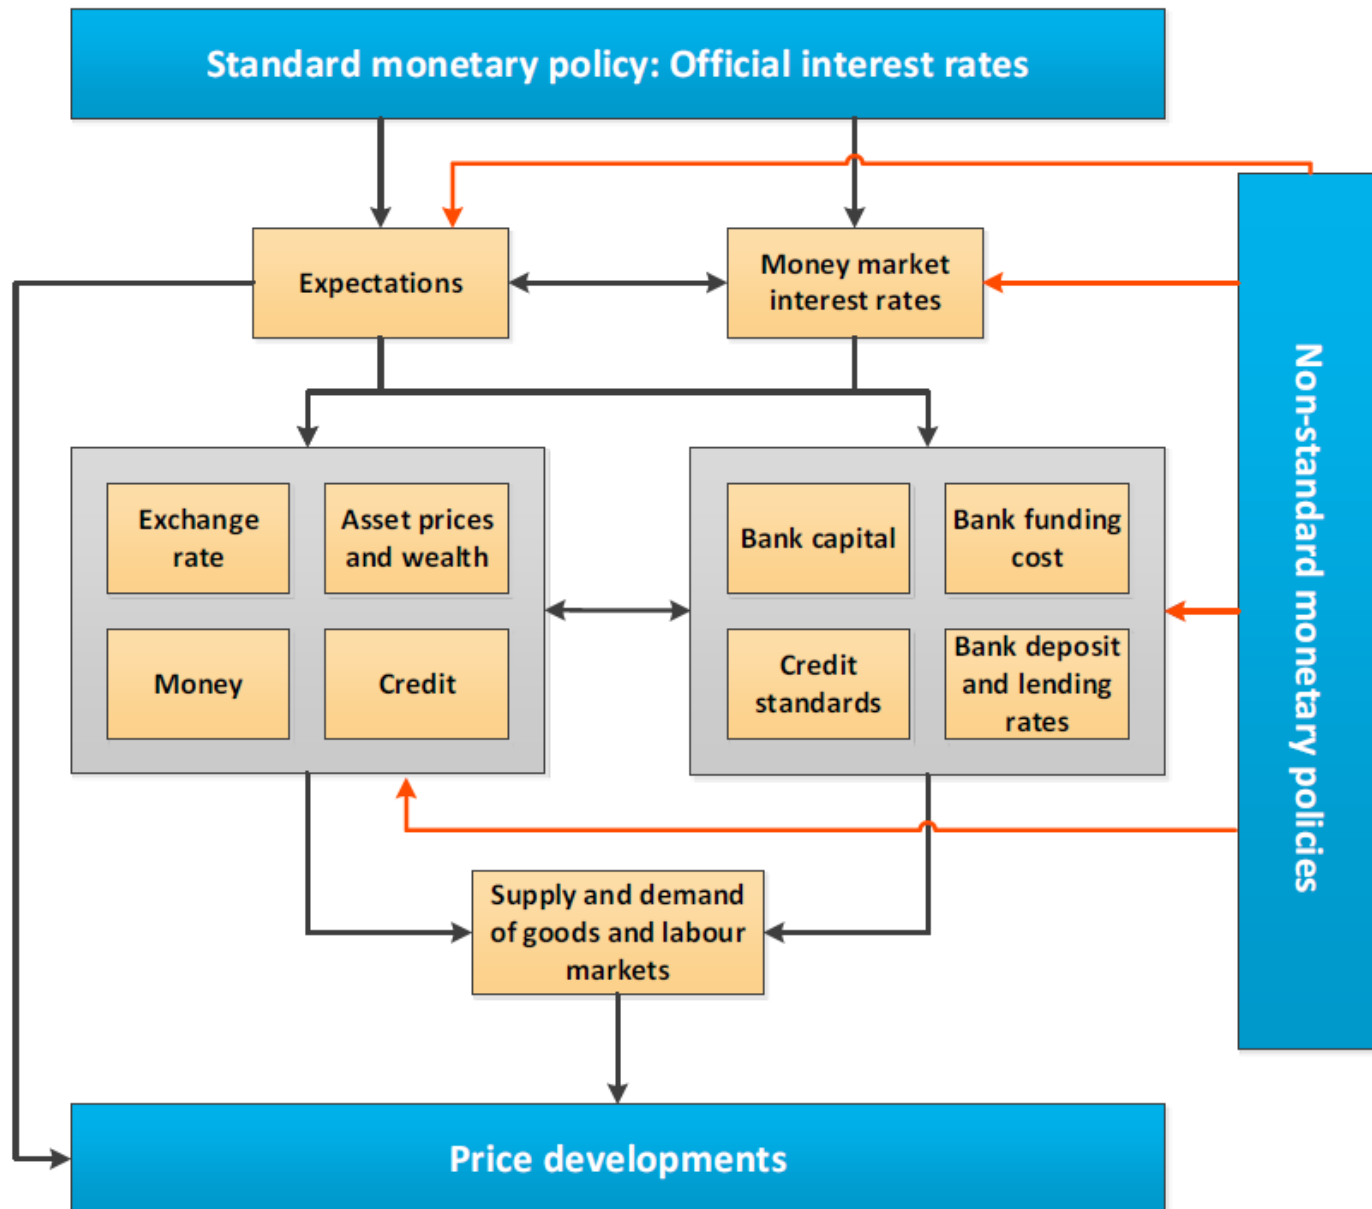 Standard monetary policy: Official interest rates
Expectations
Money market
interest rates
Non-standard monetary policies
Exchange
rate
Asset prices
and wealth
Money
Credit
Bank capital
Bank funding
cost
Credit
standards
Bank deposit
and lending
rates
Supply and demand
of goods and labour
markets
Price developments